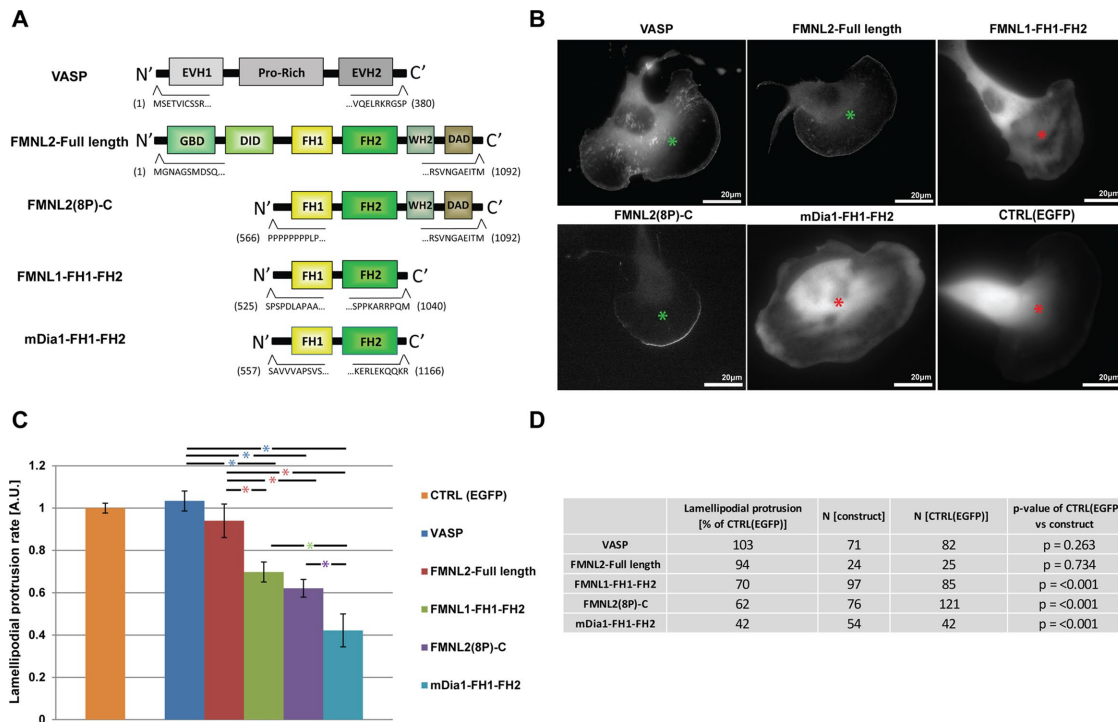 A
VASP
N' EVH1 Pro-Rich EVH2 C'
(1) MSETVICSSR... ...VQELRKRGSP (380)
FMNL2-Full length
N' GBD DID FH1 FH2 WH2 DAD C'
(1) MGNAGSMDSQ... ...RSVNGAEITM (1092)
FMNL2(8P)-C
N' FH1 FH2 WH2 DAD C'
(566) PPPPPPPPLP... ...RSVNGAEITM (1092)
FMNL1-FH1-FH2
N' FH1 FH2 C'
(525) SPSPDLAPAA... ...SPPKARRPQM (1040)
mDia1-FH1-FH2
N' FH1 FH2 C'
(557) SAVVVAPSVS... ...KERLEKQQKR (1166)
B
VASP FMNL2-Full length FMNL1-FH1-FH2
* * *
20μm 20μm 20μm
FMNL2(8P)-C mDia1-FH1-FH2 CTRL(EGFP)
* * *
20μm 20μm 20μm
C
Lamellipodial protrusion rate [A.U.]
1.2
1
0.8
0.6
0.4
0.2
0
*
*
*
*
*
*
*
*
CTRL (EGFP)
VASP
FMNL2-Full length
FMNL1-FH1-FH2
FMNL2(8P)-C
mDia1-FH1-FH2
D
Lamellipodial protrusion [% of CTRL(EGFP)] N [construct] N [CTRL(EGFP)] p-value of CTRL(EGFP vs construct
VASP 103 71 82 p = 0.263
FMNL2-Full length 94 24 25 p = 0.734
FMNL1-FH1-FH2 70 97 85 p = <0.001
FMNL2(8P)-C 62 76 121 p = <0.001
mDia1-FH1-FH2 42 54 42 p = <0.001